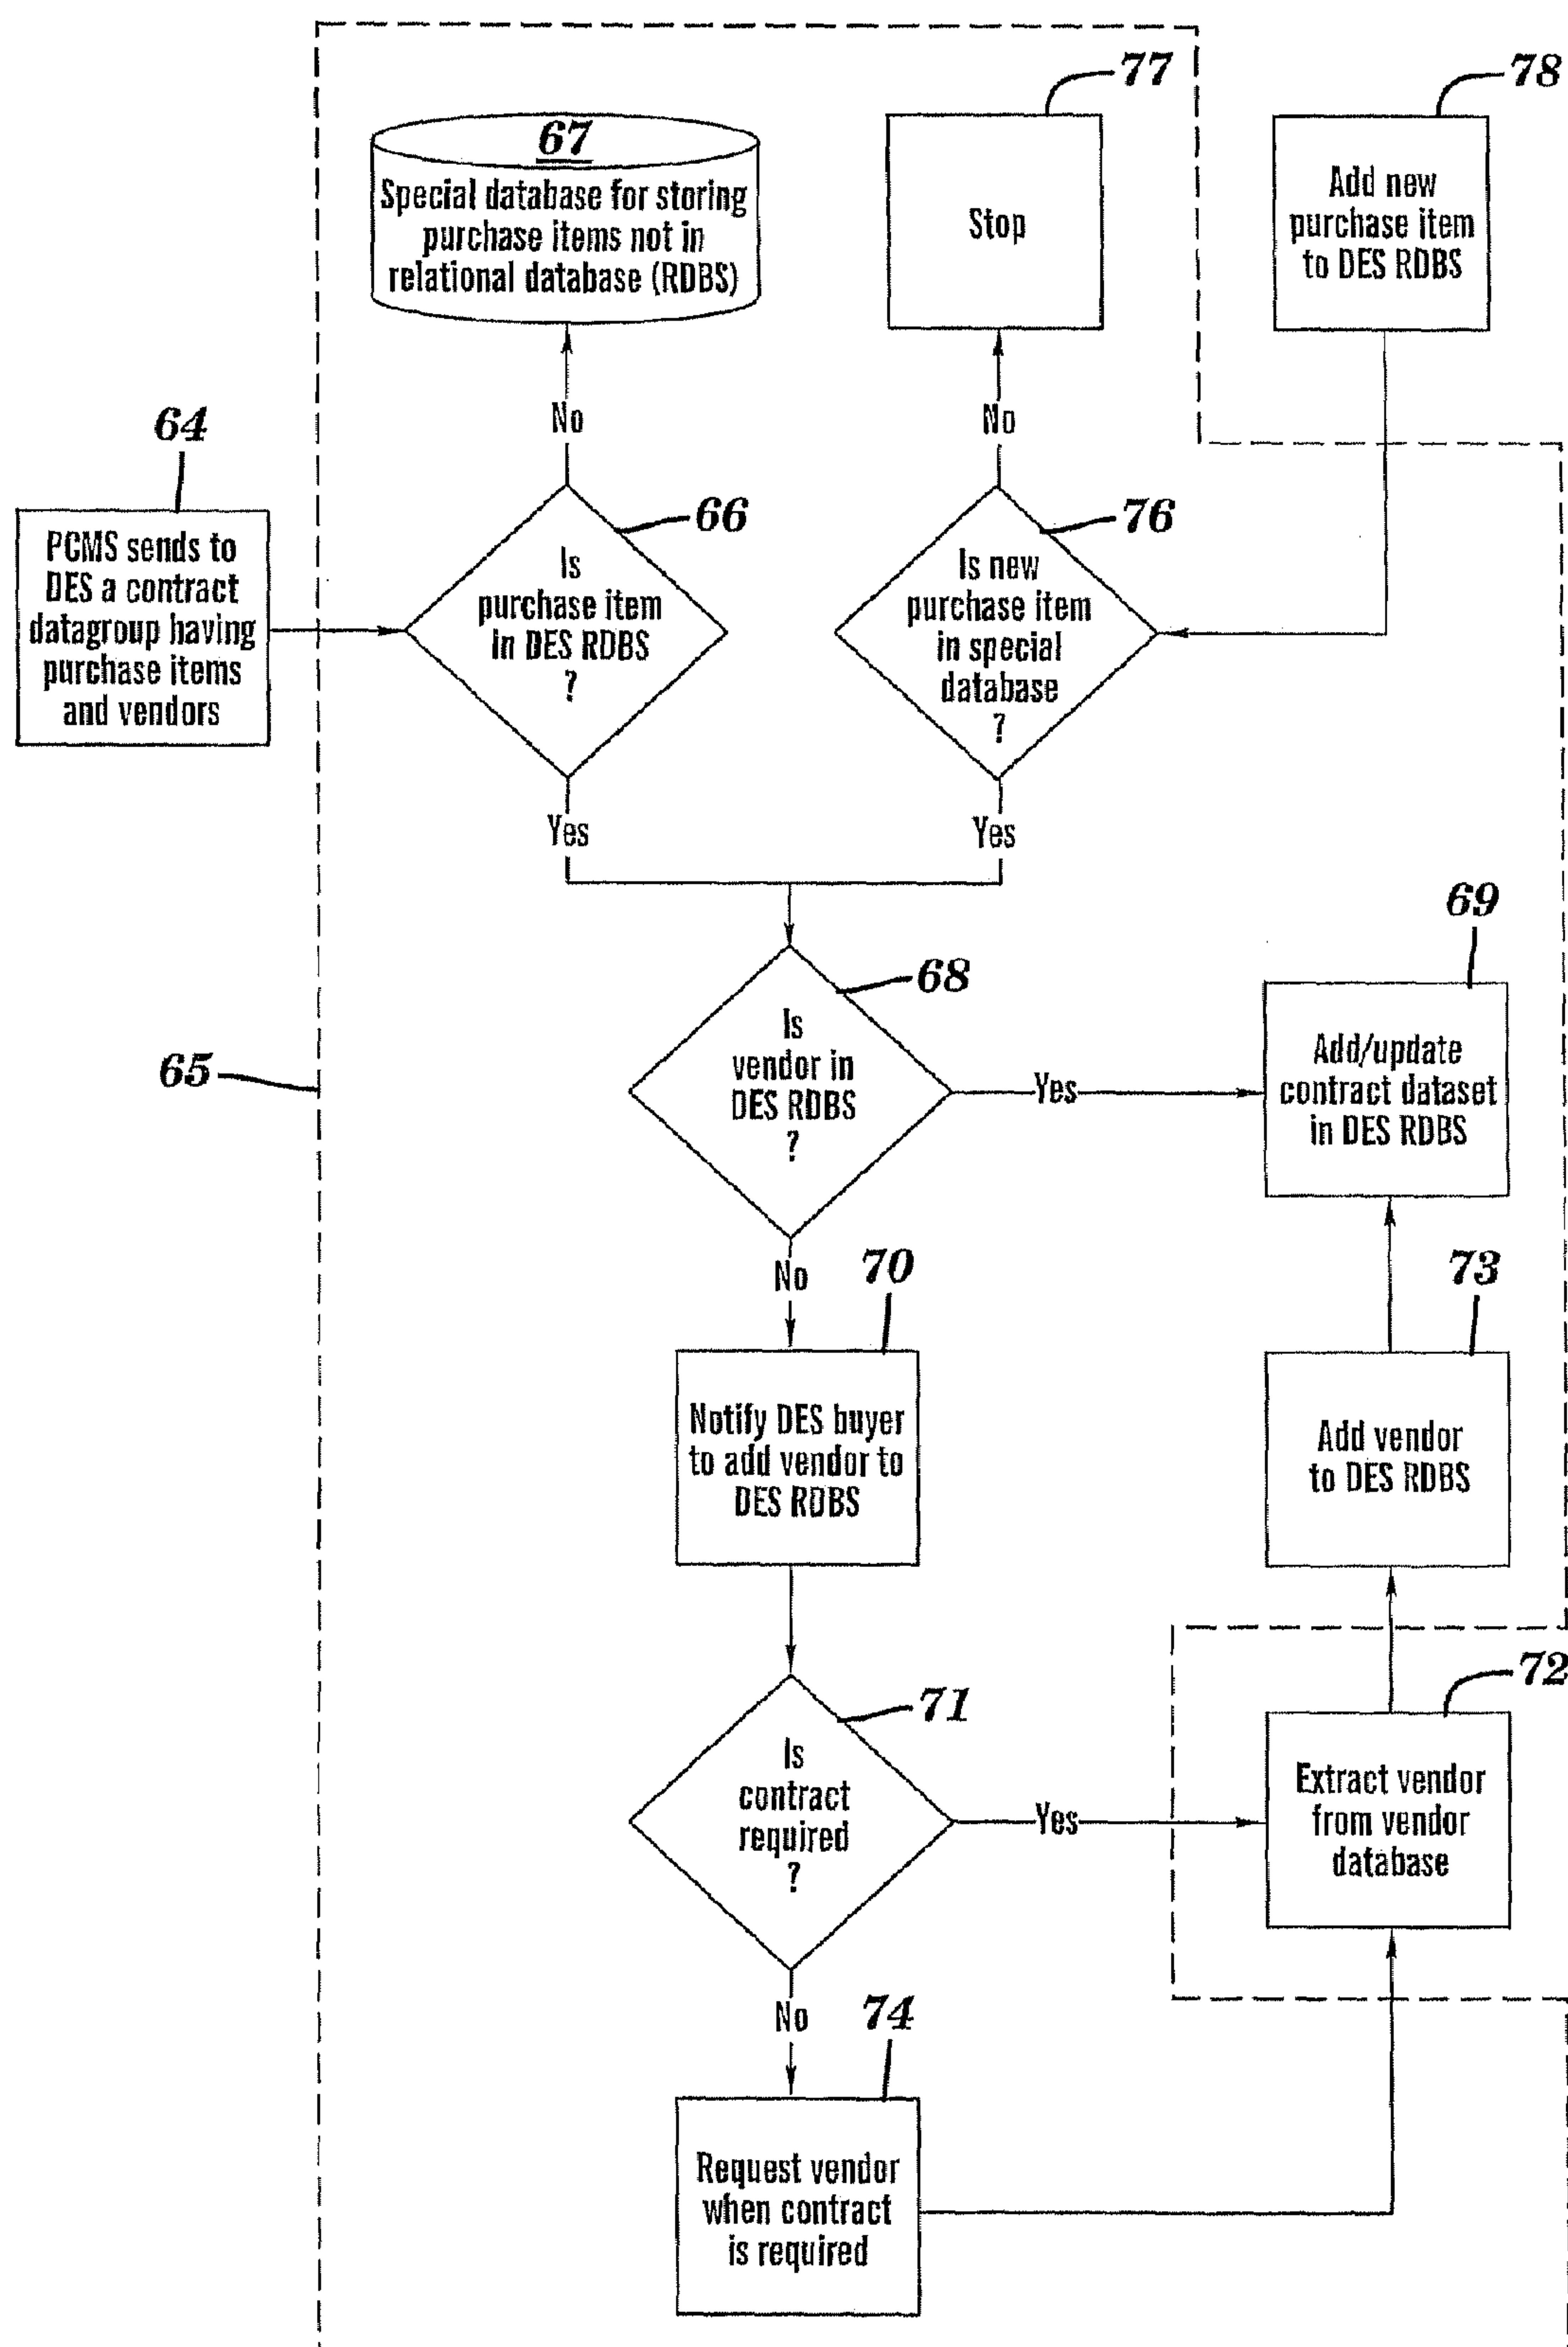 77
78
67
Special database for storing
purchase items not in
relational database (RDBS)
Stop
Add new
purchase item
to DES RDBS
No
No
64
PCMS sends to
DES a contract
datagroup having
purchase items
and vendors
66
Is
purchase item
in DES RDBS
?
76
Is new
purchase item
in special
database
?
Yes
Yes
65
68
Is
vendor in
DES RDBS
?
Yes
69
Add/update
contract dataset
in DES RDBS
No
70
Notify DES buyer
to add vendor to
DES RDBS
73
Add vendor
to DES RDBS
71
Is
contract
required
?
Yes
72
Extract vendor
from vendor
database
No
74
Request vendor
when contract
is required